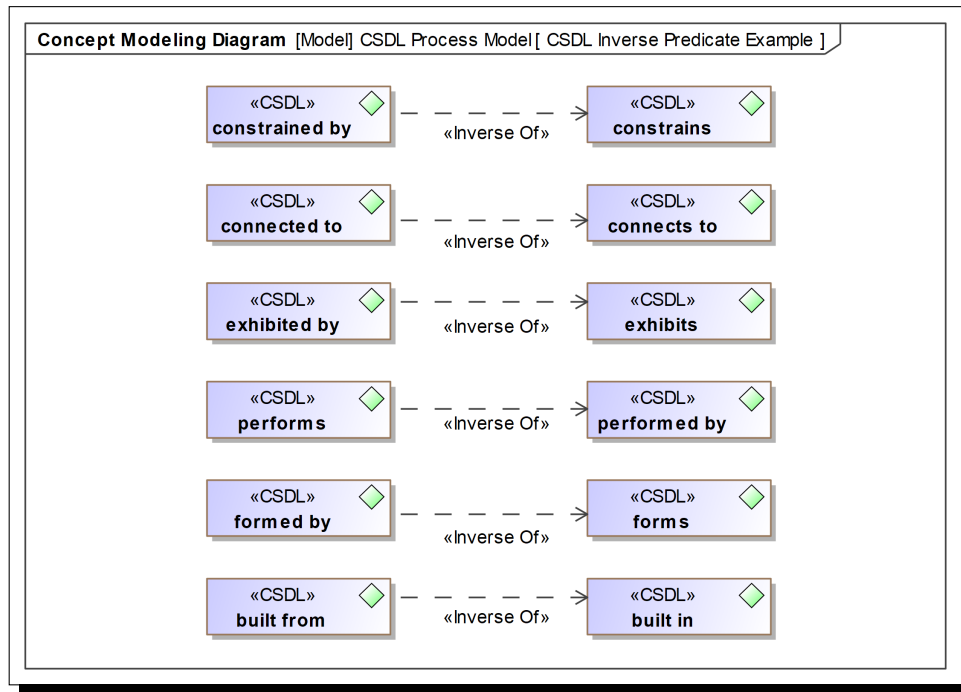 Concept Modeling Diagram [Model] CSDL Process Model[ CSDL Inverse Predicate Example ]
«CSDL» «CSDL»
constrained by constrains
«Inverse Of»
«CSDL» «CSDL»
connected to connects to
«Inverse Of»
«CSDL» «CSDL»
exhibited by exhibits
«Inverse Of»
«CSDL» «CSDL»
performs performed by
«Inverse Of»
«CSDL» «CSDL»
formed by forms
«Inverse Of»
«CSDL» «CSDL»
built from built in
«Inverse Of»